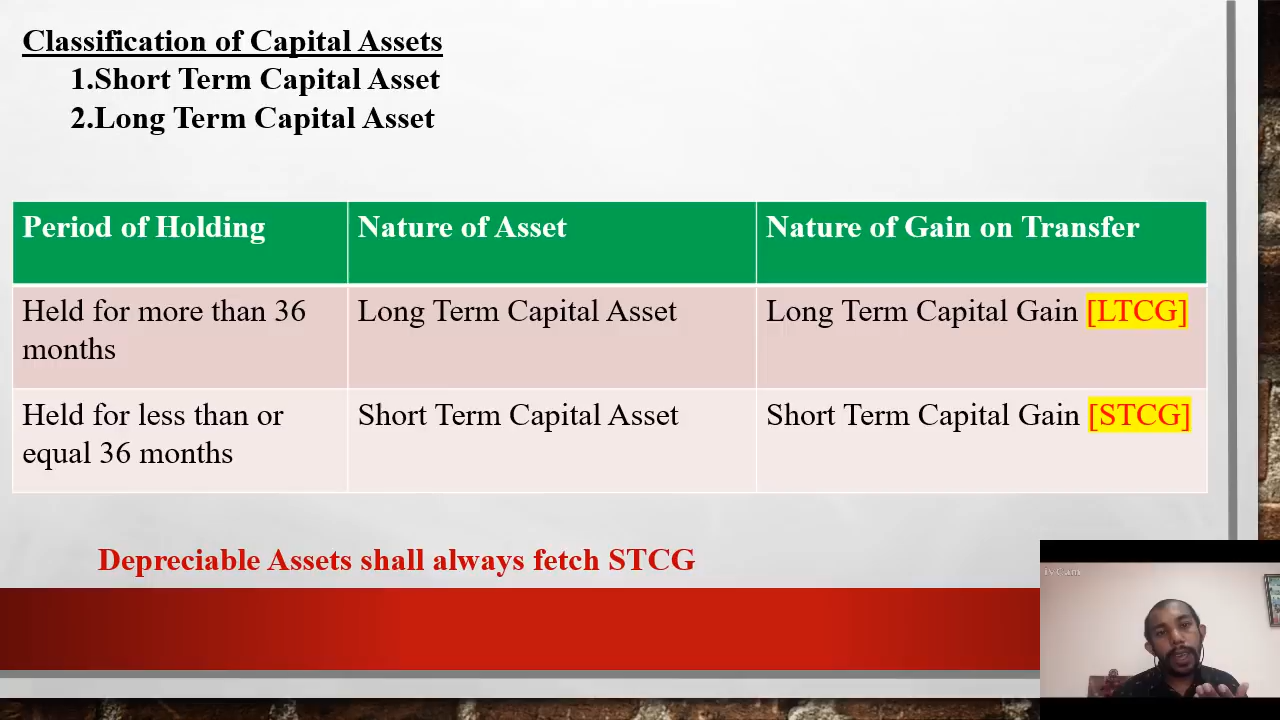 Classification of Capital Assets
1.Short Term Capital Asset
2.Long Term Capital Asset
Period of Holding
Nature of Asset
Nature of Gain on Transfer
Held for more than 36
months
Long Term Capital Asset
Long Term Capital Gain [LTCG]
Held for less than or
equal 36 months
Short Term Capital Asset
Short Term Capital Gain [STCG]
Depreciable Assets shall always fetch STCG